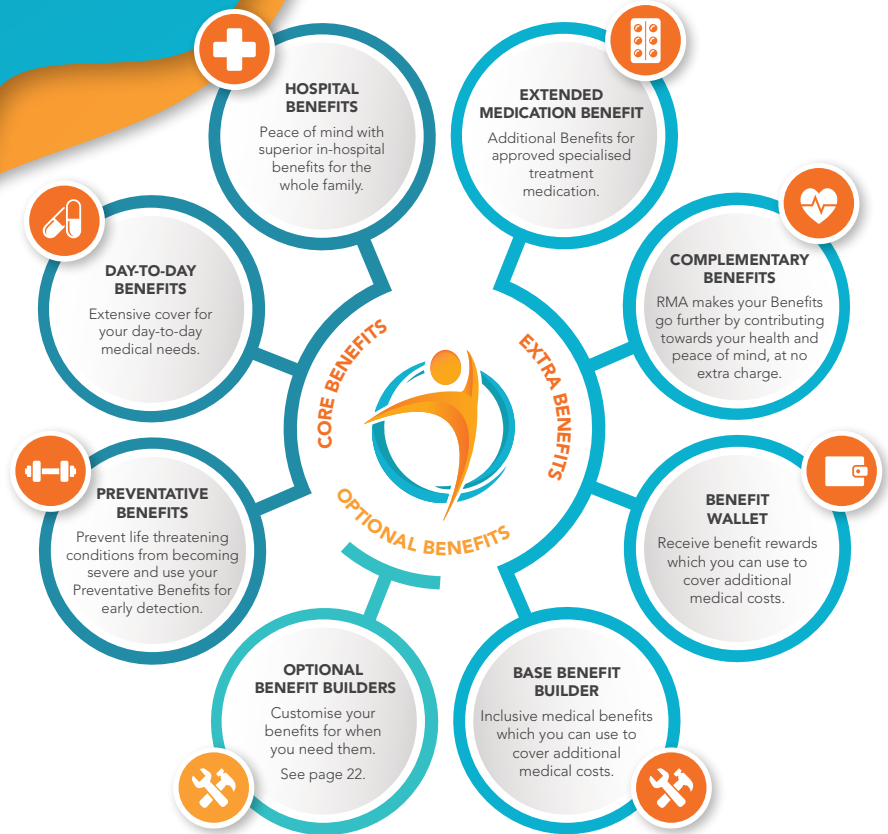 HOSPITAL
BENEFITS
Peace of mind with
superior in-hospital
benefits for the
whole family.
EXTENDED
MEDICATION BENEFIT
Additional Benefits for
approved specialised
treatment
medication.
DAY-TO-DAY
BENEFITS
Extensive cover for
your day-to-day
medical needs.
COMPLEMENTARY
BENEFITS
RMA makes your Benefits
go further by contributing
towards your health and
peace of mind, at no
extra charge.
CORE BENEFITS
EXTRA BENEFITS
OPTIONAL BENEFITS
PREVENTATIVE
BENEFITS
Prevent life threatening
conditions from becoming
severe and use your
Preventative Benefits for
early detection.
BENEFIT
WALLET
Receive benefit rewards
which you can use to
cover additional
medical costs.
OPTIONAL
BENEFIT BUILDERS
Customise your
benefits for when
you need them.
See page 22.
BASE BENEFIT
BUILDER
Inclusive medical benefits
which you can use to
cover additional
medical costs.